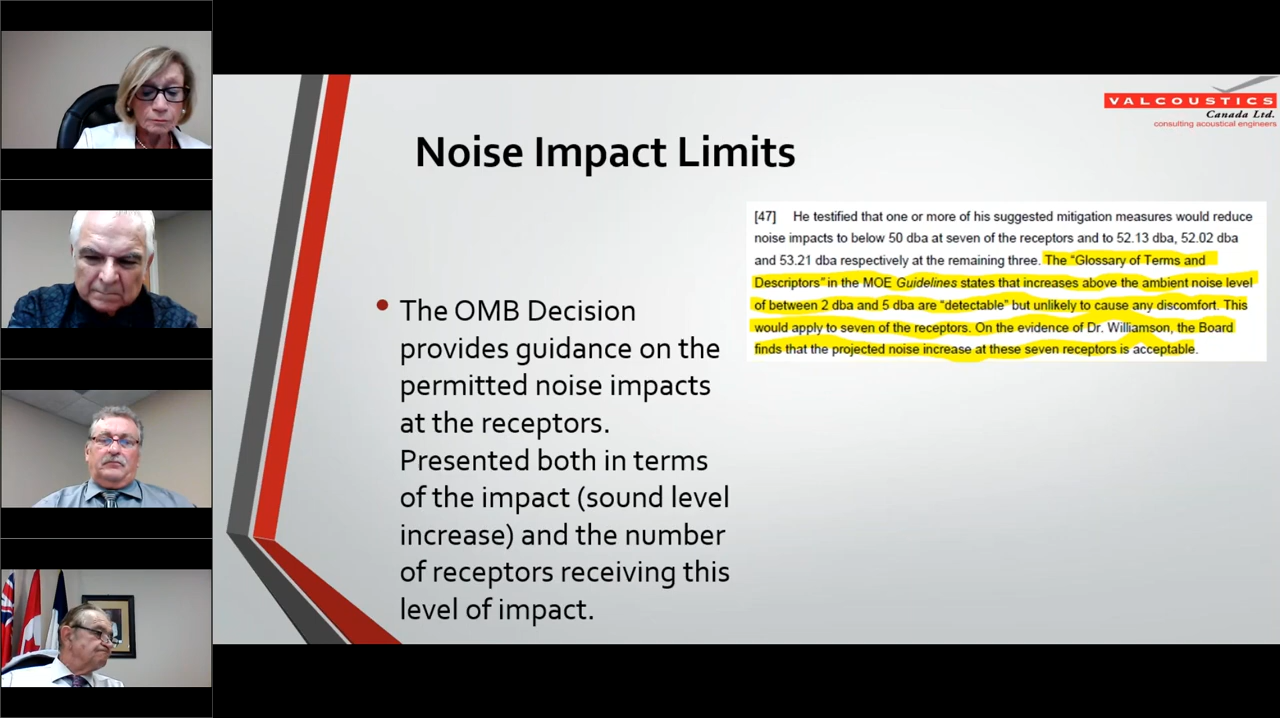 VALCOUSTICS
Canada Ltd.
consulting acoustical engineers
Noise Impact Limits
[47] He testified that one or more of his suggested mitigation measures would reduce
noise impacts to below 50 dba at seven of the receptors and to 52.13 dba, 52.02 dba
and 53.21 dba respectively at the remaining three. The “Glossary of Terms and
Descriptors” in the MOE Guidelines states that increases above the ambient noise level
of between 2 dba and 5 dba are “detectable” but unlikely to cause any discomfort. This
would apply to seven of the receptors. On the evidence of Dr. Williamson, the Board
finds that the projected noise increase at these seven receptors is acceptable.
• The OMB Decision
provides guidance on the
permitted noise impacts
at the receptors.
Presented both in terms
of the impact (sound level
increase) and the number
of receptors receiving this
level of impact.